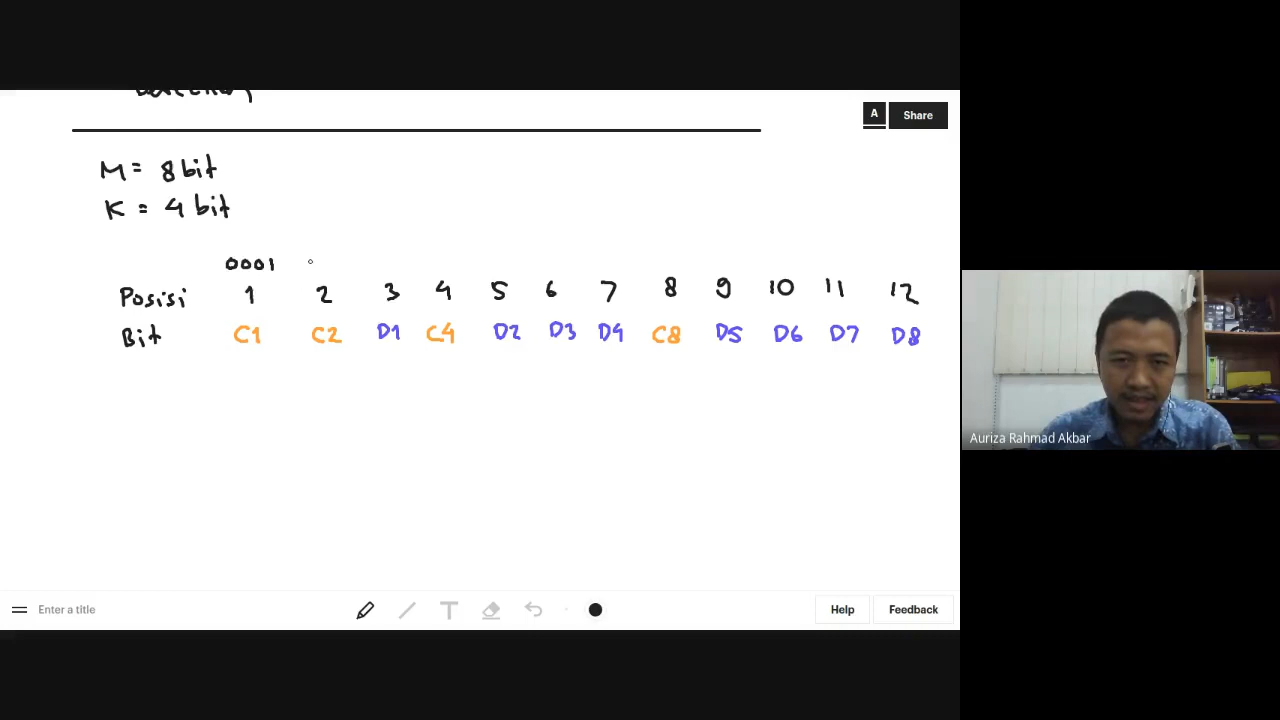 A Share
M = 8 bit
K = 4 bit
0001
Posisi 1 2 3 4 5 6 7 8 9 10 11 12
Bit C1 C2 D1 C4 D2 D3 D4 C8 D5 D6 D7 D8
Auriza Rahmad Akbar
Enter a title
T
Help Feedback